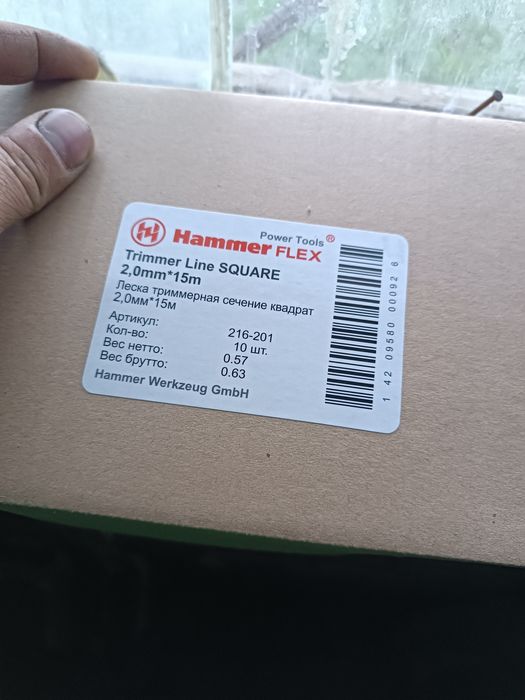 Power Tools®
Hammer FLEX
Trimmer Line SQUARE
2,0mm*15m
Леска триммерная сечение квадрат
2,0мм*15м
Артикул: 216-201
Кол-во: 10 шт.
Вес нетто: 0.57
Вес брутто: 0.63
Hammer Werkzeug GmbH
1 42 09580 00092 6